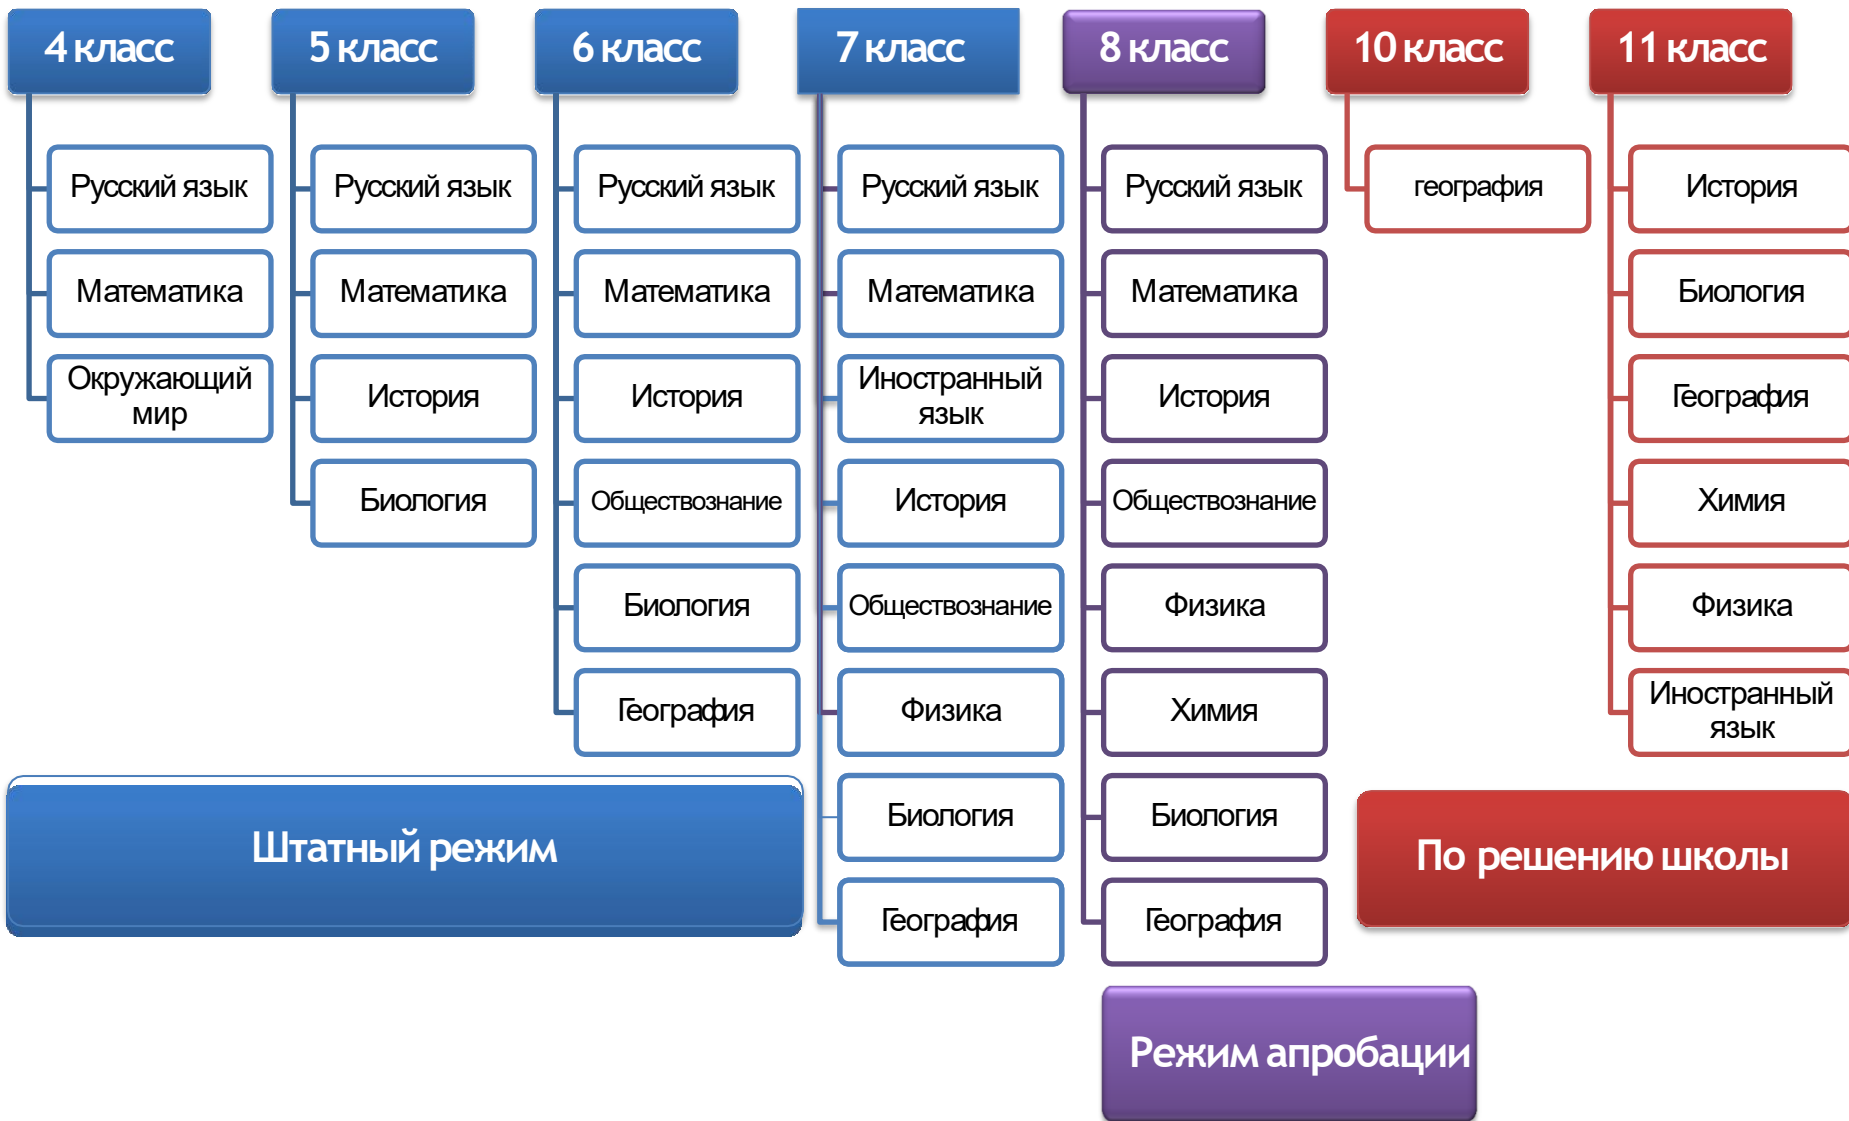 4 класс
5 класс
6 класс
7 класс
8 класс
10 класс
11 класс
Русский язык
Русский язык
Русский язык
Русский язык
Русский язык
география
История
Математика
Математика
Математика
Математика
Математика
Биология
Окружающий
мир
История
История
Иностранный
язык
История
География
Биология
Обществознание
История
Обществознание
Химия
Биология
Обществознание
Физика
Физика
География
Физика
Химия
Иностранный
язык
Штатный режим
Биология
Биология
По решению школы
География
География
Режим апробации